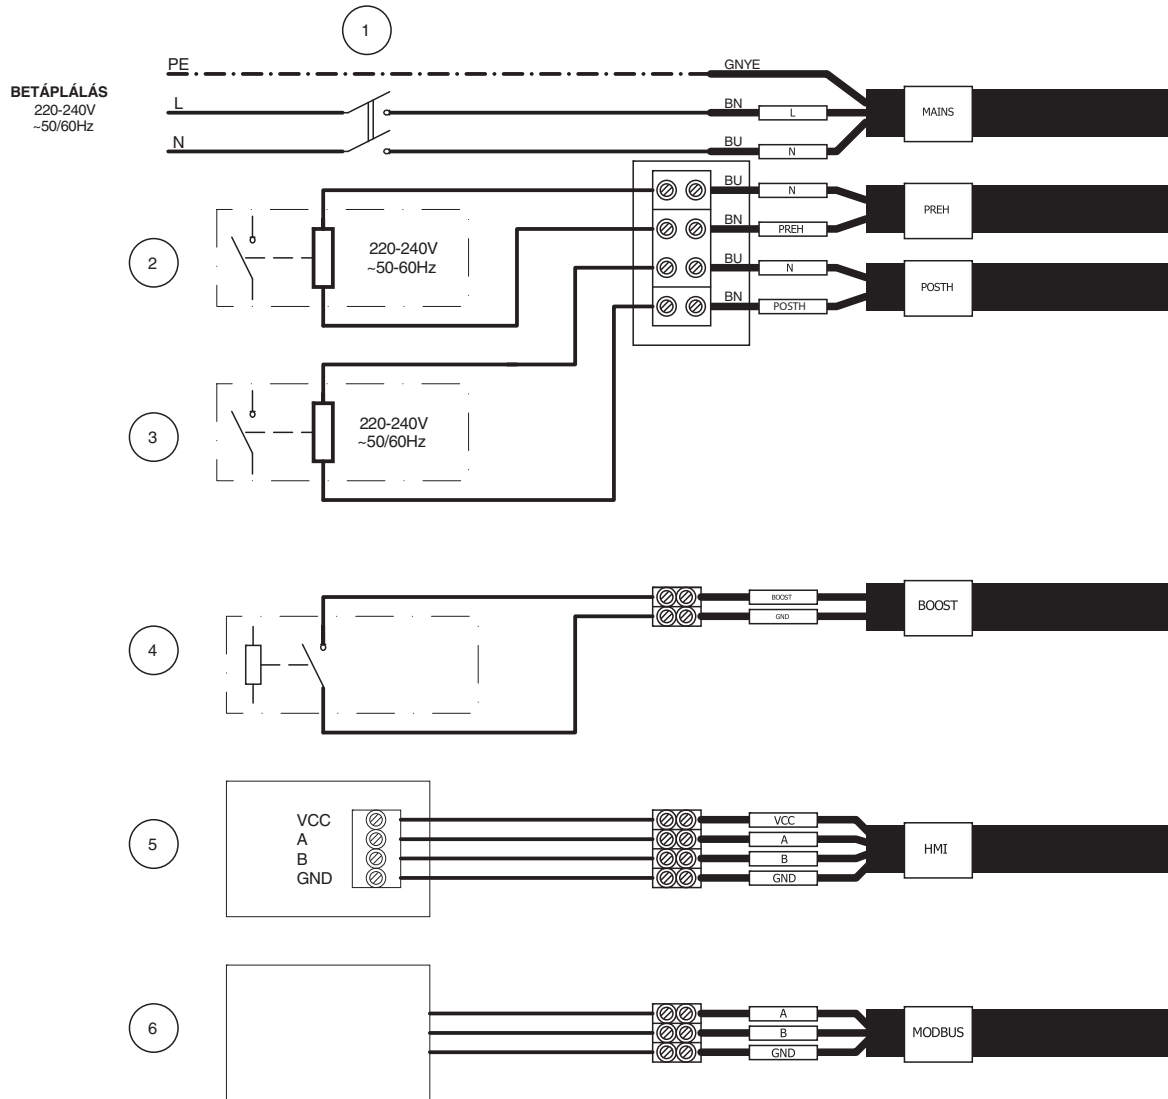 1
PE
GNYE
BETÁPLÁLÁS
220-240V
~50/60Hz
L
BN
L
MAINS
N
BU
N
BU
N
PREH
BN
PREH
2
220-240V
~50-60Hz
BU
N
POSTH
BN
POSTH
3
220-240V
~50/60Hz
BOOST
BOOST
GND
4
5
VCC
A
B
GND
VCC
A
B
GND
HMI
6
A
B
GND
MODBUS